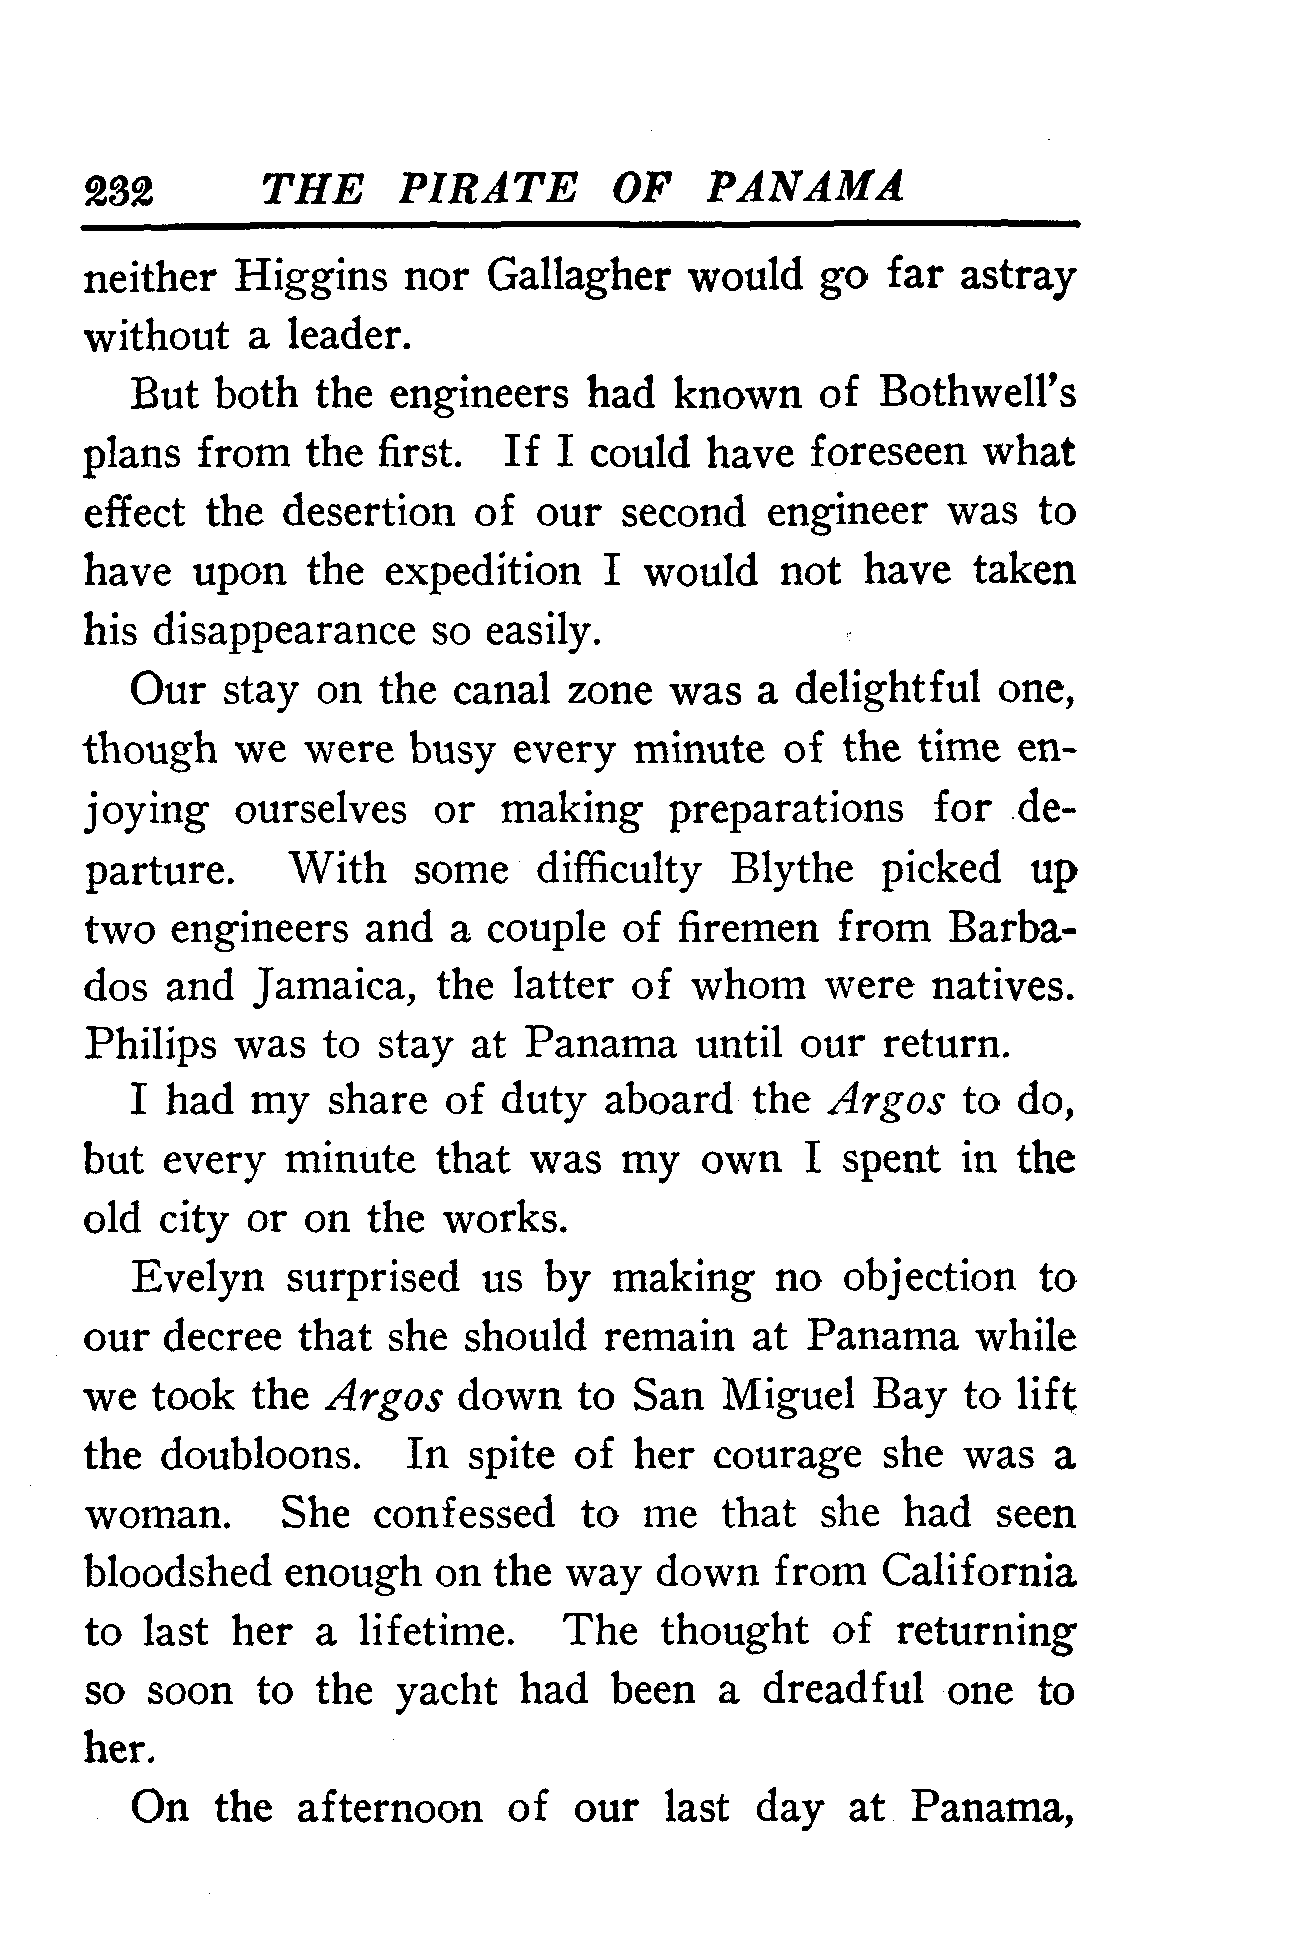 232 THE PIRATE OF PANAMA
neither Higgins nor Gallagher would go far astray
without a leader.
But both the engineers had known of Bothwell's
plans from the first. If I could have foreseen what
effect the desertion of our second engineer was to
have upon the expedition I would not have taken
his disappearance so easily.
Our stay on the canal zone was a delightful one,
though we were busy every minute of the time en-
joying ourselves or making preparations for de-
parture. With some difficulty Blythe picked up
two engineers and a couple of firemen from Barba-
dos and Jamaica, the latter of whom were natives.
Philips was to stay at Panama until our return.
I had my share of duty aboard the Argos to do,
but every minute that was my own I spent in the
old city or on the works.
Evelyn surprised us by making no objection to
our decree that she should remain at Panama while
we took the Argos down to San Miguel Bay to lift
the doubloons. In spite of her courage she was a
woman. She confessed to me that she had seen
bloodshed enough on the way down from California
to last her a lifetime. The thought of returning
so soon to the yacht had been a dreadful one to
her.
On the afternoon of our last day at Panama,